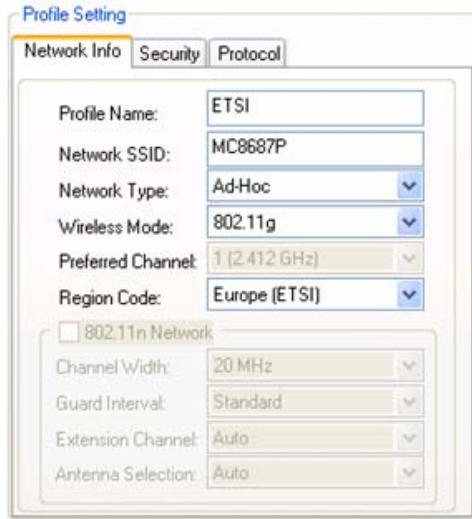 Profile Setting
Network Info Security Protocol
Profile Name: ETSI
Network SSID: MC8687P
Network Type: Ad-Hoc
Wireless Mode: 802.11g
Preferred Channel: 1 (2.412 GHz)
Region Code: Europe (ETSI)
802.11n Network
Channel Width: 20 MHz
Guard Interval: Standard
Extension Channel: Auto
Antenna Selection: Auto